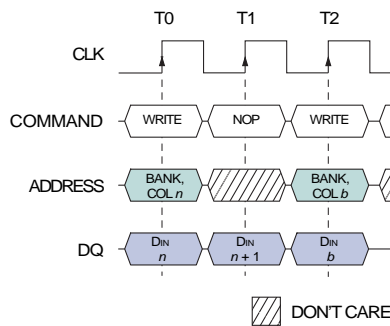 T0 T1 T2
CLK
COMMAND WRITE NOP WRITE
ADDRESS BANK, COL n BANK, COL b
DQ DIN n DIN n + 1 DIN b
DON'T CARE